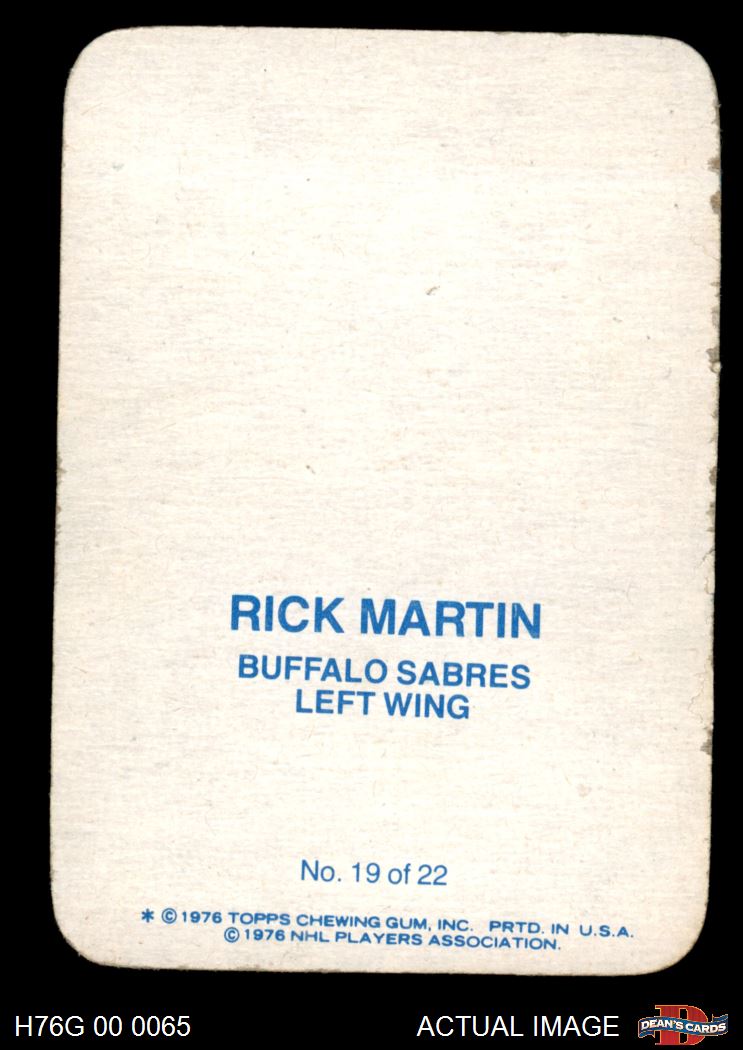 RICK MARTIN
BUFFALO SABRES
LEFT WING
No. 19 of 22
* © 1976 TOPPS CHEWING GUM, INC. PRTD. IN U.S.A.
© 1976 NHL PLAYERS ASSOCIATION.
H76G 00 0065
ACTUAL IMAGE
D
DEAN'S CARDS